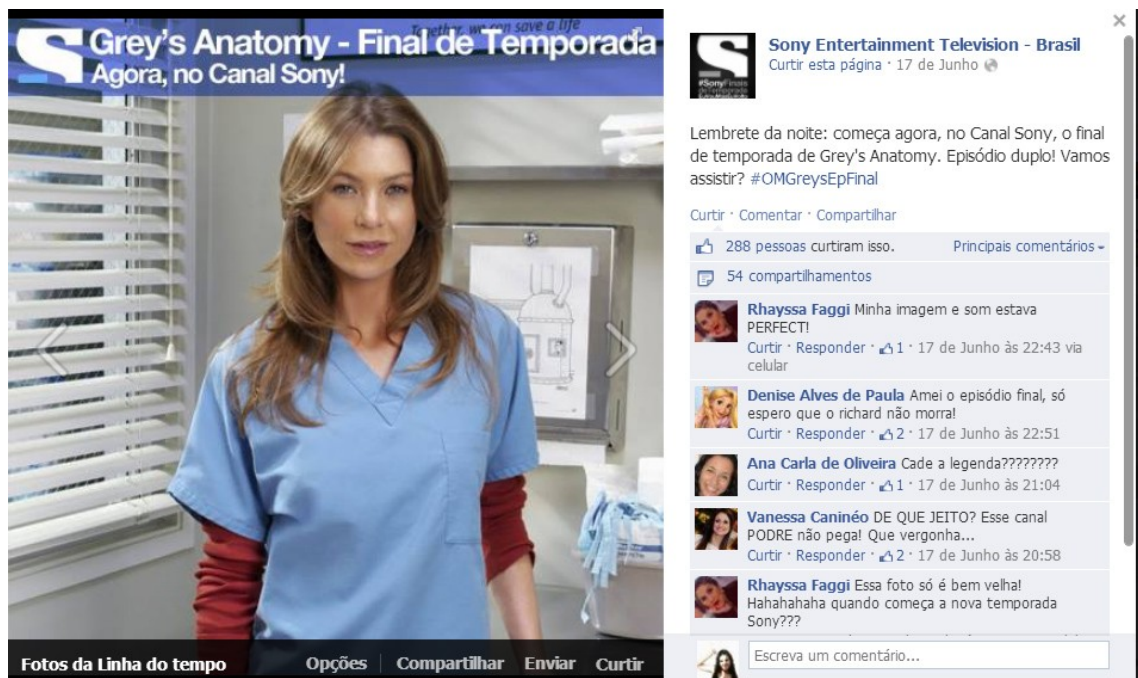 Together, we can save a life
Grey's Anatomy - Final de Temporada
Agora, no Canal Sony!
Fotos da Linha do tempo
Opções
Compartilhar
Enviar
Curtir
#SonyFinais
Sony Entertainment Television - Brasil
Curtir esta página · 17 de Junho
Lembrete da noite: começa agora, no Canal Sony, o final
de temporada de Grey's Anatomy. Episódio duplo! Vamos
assistir? #OMGreysEpFinal
Curtir · Comentar · Compartilhar
288 pessoas curtiram isso.
Principais comentários
54 compartilhamentos
Rhayssa Faggi Minha imagem e som estava
PERFECT!
Curtir · Responder · 1 · 17 de Junho às 22:43 via
celular
Denise Alves de Paula Amei o episódio final, só
espero que o richard não morra!
Curtir · Responder · 2 · 17 de Junho às 22:51
Ana Carla de Oliveira Cade a legenda????????
Curtir · Responder · 1 · 17 de Junho às 21:04
Vanessa Caninéo DE QUE JEITO? Esse canal
PODRE não pega! Que vergonha...
Curtir · Responder · 2 · 17 de Junho às 20:58
Rhayssa Faggi Essa foto só é bem velha!
Hahahahaha quando começa a nova temporada
Sony???
Escreva um comentário...